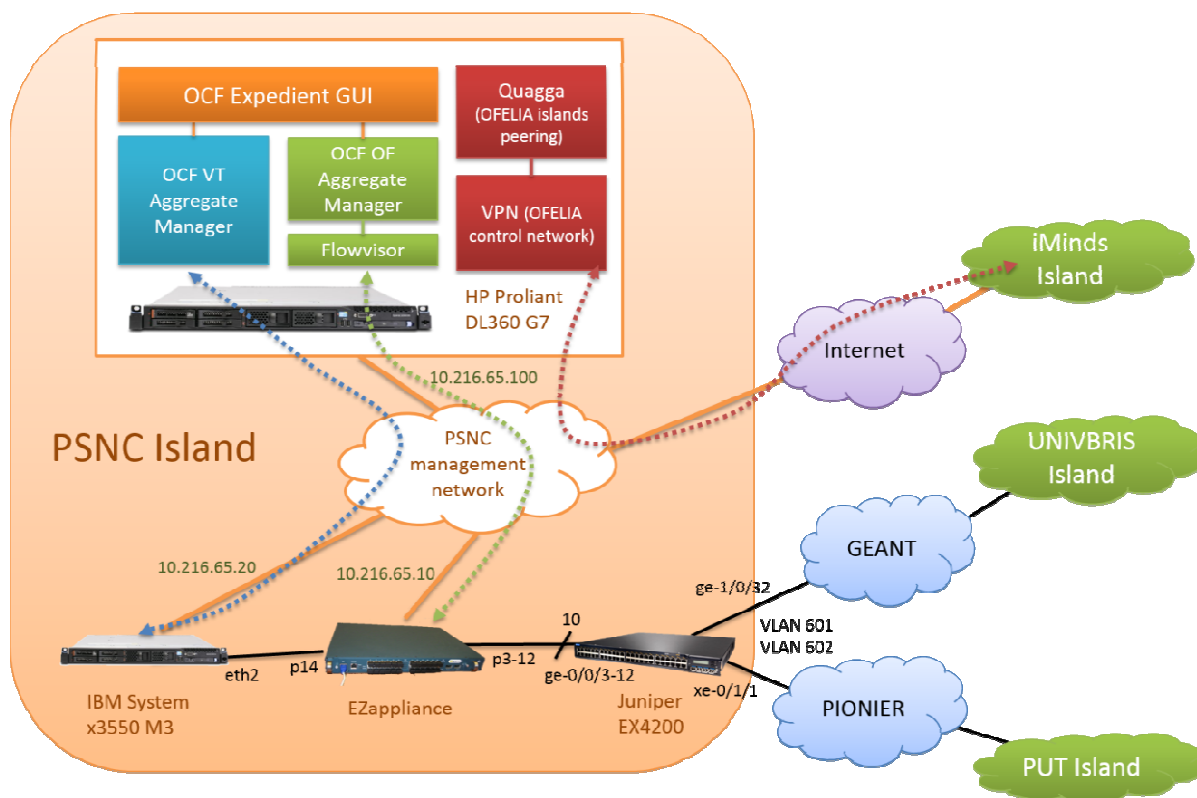 OCF Expedient GUI
Quagga
(OFELIA islands
peering)
OCF VT
Aggregate
Manager
OCF OF
Aggregate
Manager
Flowvisor
VPN (OFELIA
control network)
HP Proliant
DL360 G7
iMinds
Island
Internet
10.216.65.100
PSNC Island
PSNC
management
network
UNIVBRIS
Island
GEANT
10.216.65.20
10.216.65.10
ge-1/0/32
VLAN 601
VLAN 602
10
eth2
p14
p3-12
ge-0/0/3-12
xe-0/1/1
IBM System
x3550 M3
EZappliance
Juniper
EX4200
PIONIER
PUT Island